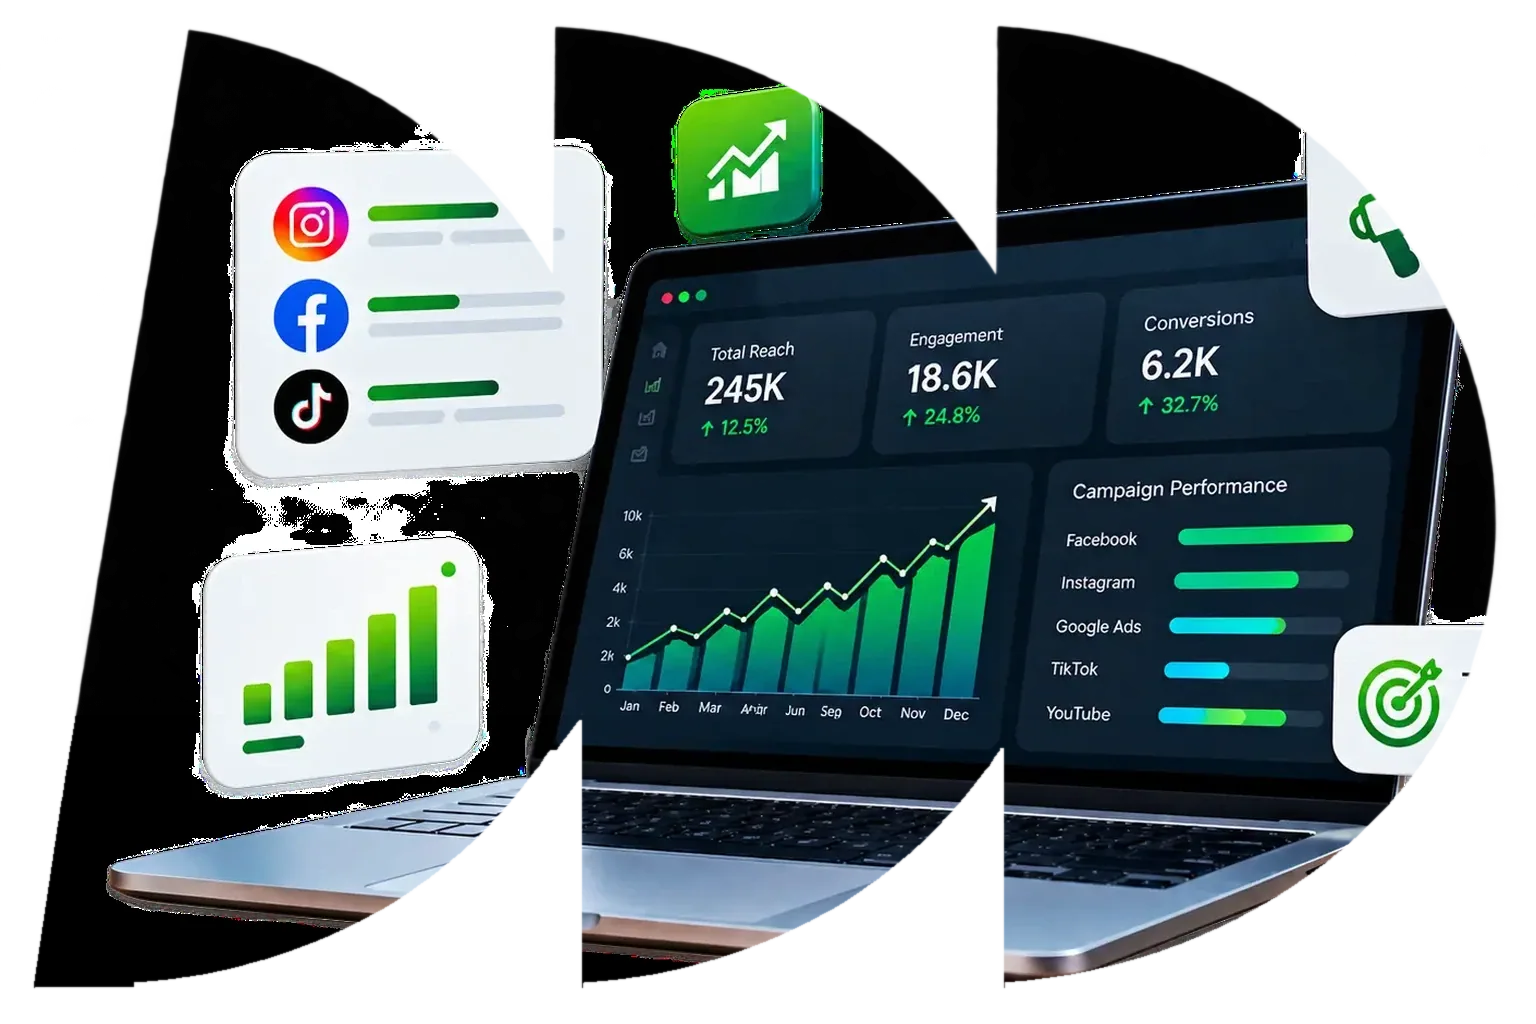 Total Reach
245K
↑ 12.5%
Engagement
18.6K
↑ 24.8%
Conversions
6.2K
↑ 32.7%
10k
6k
4k
2k
2k
0
Jan Feb Mar Jun Sep Oct Nov Dec
Campaign Performance
Facebook
Instagram
Google Ads
TikTok
YouTube